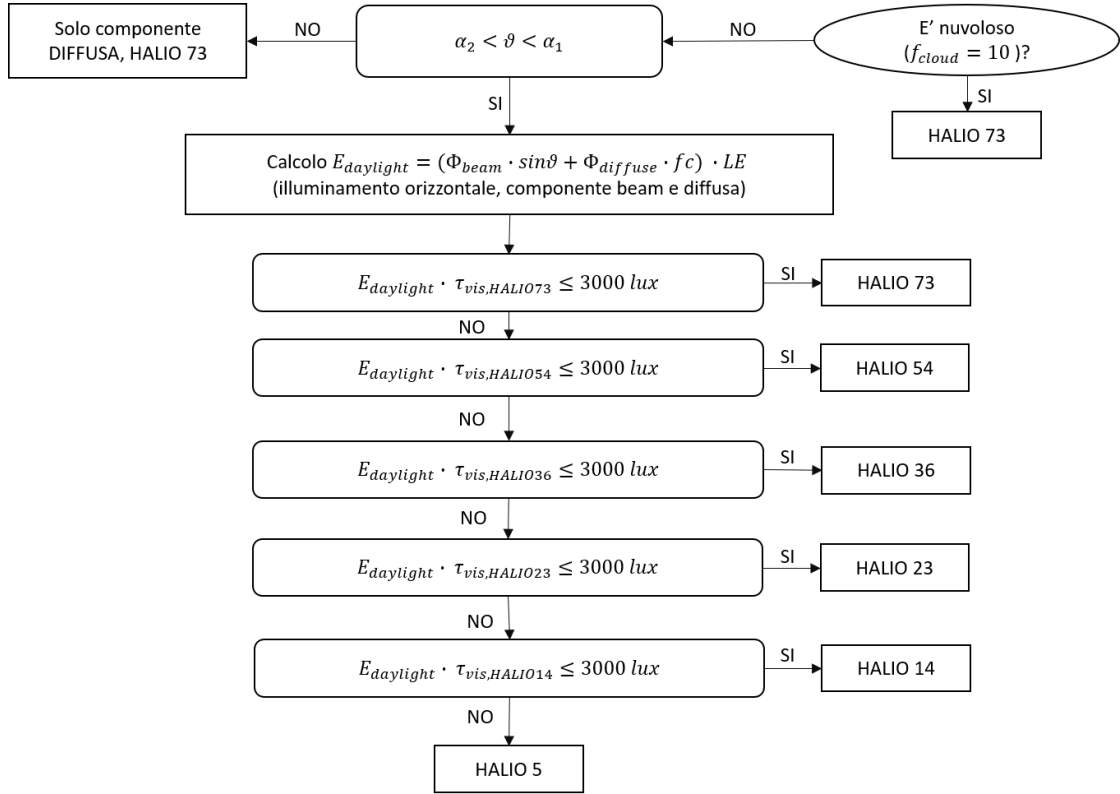 E’ nuvoloso
(f_cloud = 10 )?
NO
SI
HALIO 73
α₂ < ϑ < α₁
NO
Solo componente
DIFFUSA, HALIO 73
SI
Calcolo E_daylight = (Φ_beam · sinϑ + Φ_diffuse · fc) · LE
(illuminamento orizzontale, componente beam e diffusa)
E_daylight · τ_vis,HALIO73 ≤ 3000 lux
SI
HALIO 73
NO
E_daylight · τ_vis,HALIO54 ≤ 3000 lux
SI
HALIO 54
NO
E_daylight · τ_vis,HALIO36 ≤ 3000 lux
SI
HALIO 36
NO
E_daylight · τ_vis,HALIO23 ≤ 3000 lux
SI
HALIO 23
NO
E_daylight · τ_vis,HALIO14 ≤ 3000 lux
SI
HALIO 14
NO
HALIO 5